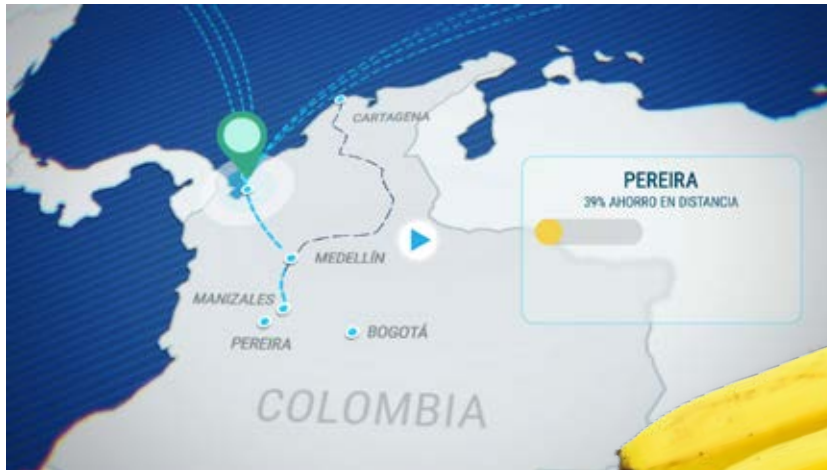 CARTAGENA
PEREIRA
39% AHORRO EN DISTANCIA
MEDELLÍN
MANIZALES
PEREIRA
BOGOTÁ
COLOMBIA